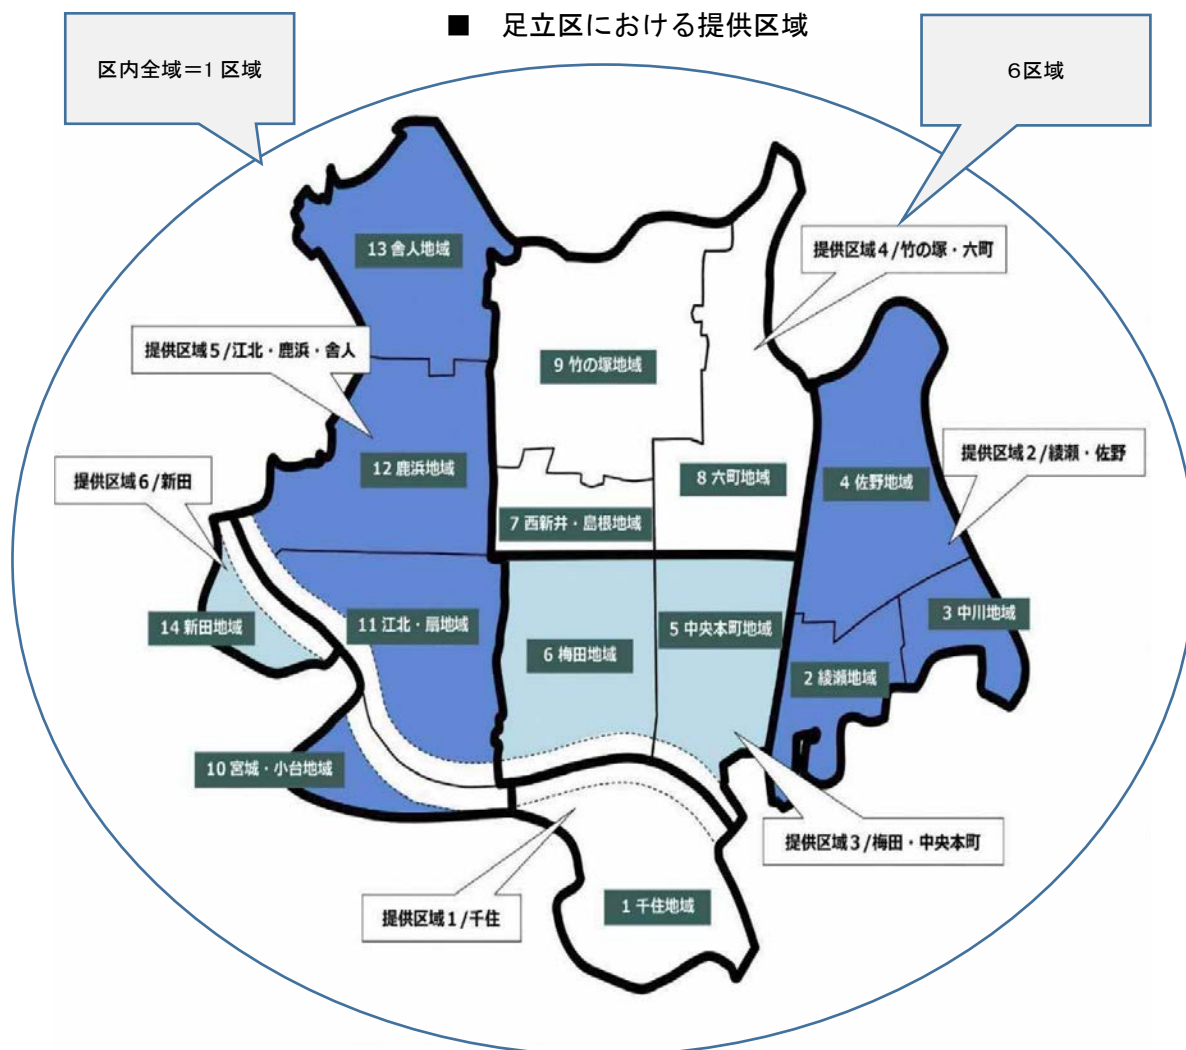 ■ 足立区における提供区域
区内全域＝1 区域
６区域
13 舎人地域
提供区域４/竹の塚・六町
提供区域５/江北・鹿浜・舎人
9 竹の塚地域
提供区域２/綾瀬・佐野
12 鹿浜地域
8 六町地域
4 佐野地域
提供区域６/新田
7 西新井・島根地域
3 中川地域
14 新田地域
11 江北・扇地域
5 中央本町地域
6 梅田地域
2 綾瀬地域
10 宮城・小台地域
提供区域３/梅田・中央本町
提供区域１/千住
1 千住地域